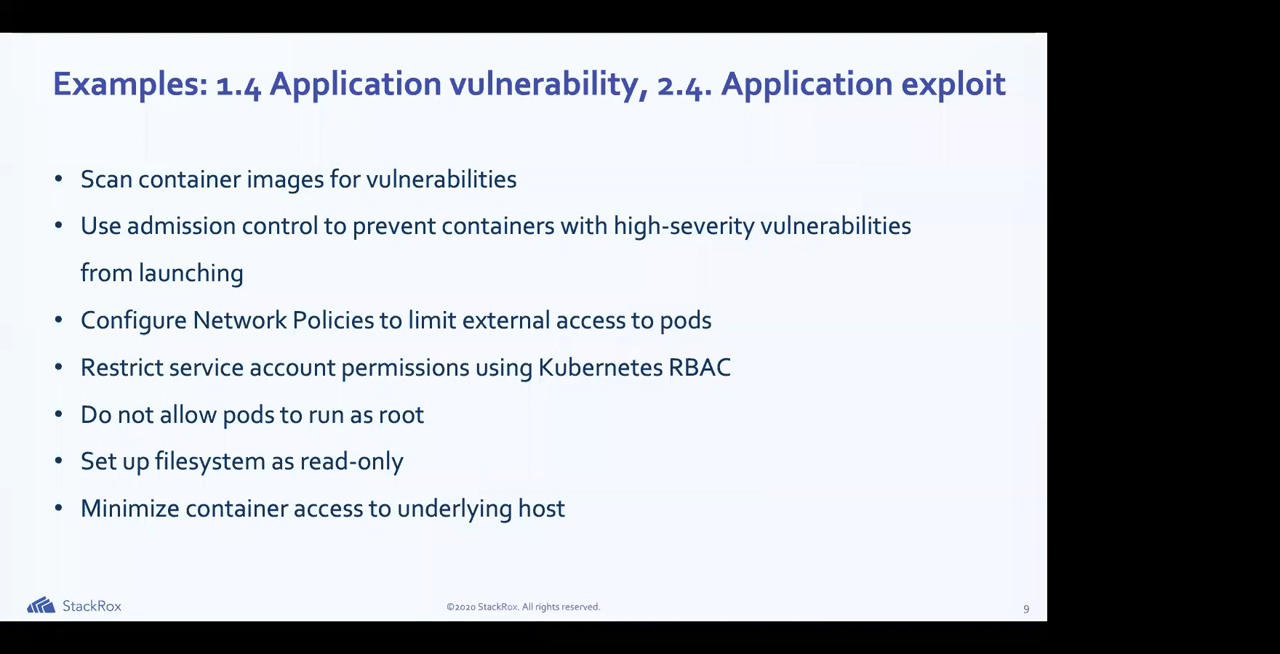 Examples: 1.4 Application vulnerability, 2.4. Application exploit
• Scan container images for vulnerabilities
• Use admission control to prevent containers with high-severity vulnerabilities
from launching
• Configure Network Policies to limit external access to pods
• Restrict service account permissions using Kubernetes RBAC
• Do not allow pods to run as root
• Set up filesystem as read-only
• Minimize container access to underlying host
StackRox
©2020 StackRox. All rights reserved.
9